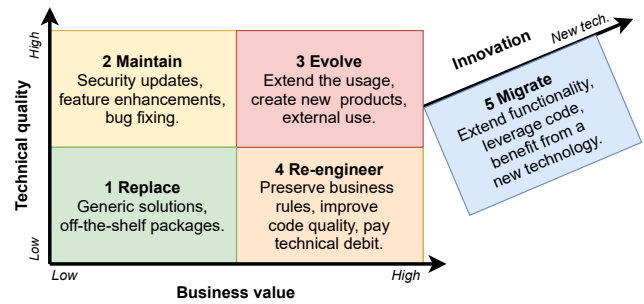 High
Technical quality
Low
2 Maintain
Security updates,
feature enhancements,
bug fixing.
3 Evolve
Extend the usage,
create new products,
external use.
1 Replace
Generic solutions,
off-the-shelf packages.
4 Re-engineer
Preserve business
rules, improve
code quality, pay
technical debit.
Innovation
New tech.
5 Migrate
Extend functionality,
leverage code,
benefit from a
new technology.
Low
High
Business value